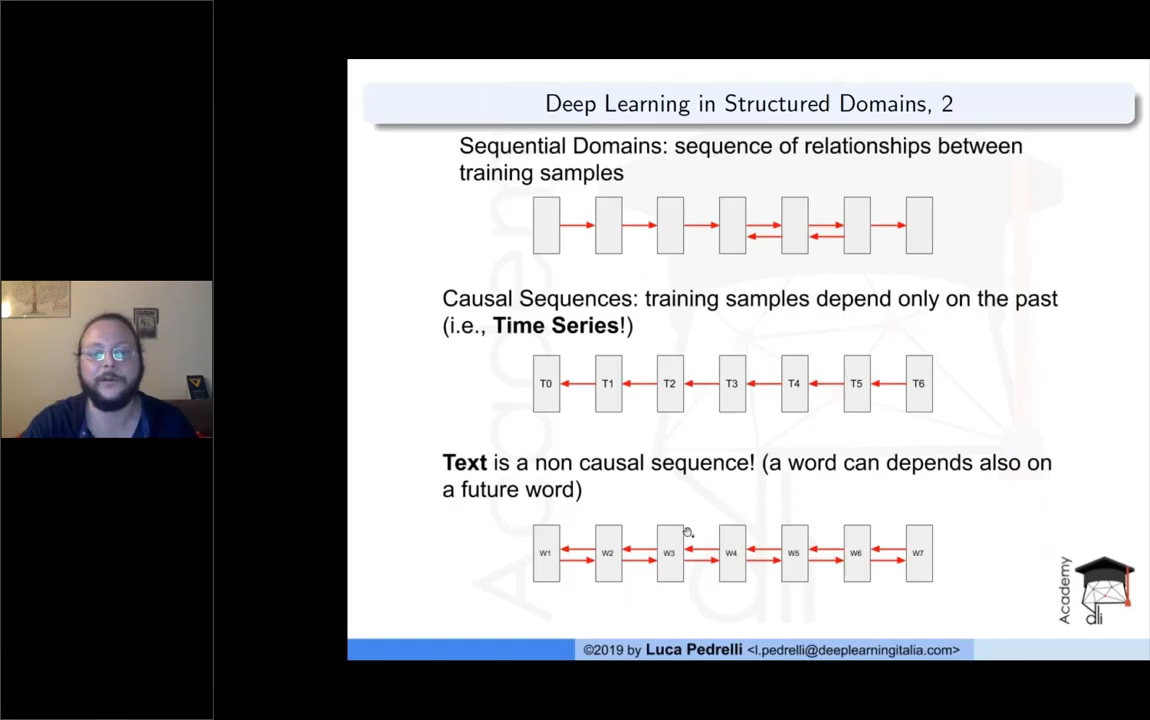 Deep Learning in Structured Domains, 2
Sequential Domains: sequence of relationships between
training samples
Causal Sequences: training samples depend only on the past
(i.e., Time Series!)
T0 T1 T2 T3 T4 T5 T6
Text is a non causal sequence! (a word can depends also on
a future word)
W1 W2 W3 W4 W5 W6 W7
Academy
dli
©2019 by Luca Pedrelli <l.pedrelli@deeplearningitalia.com>